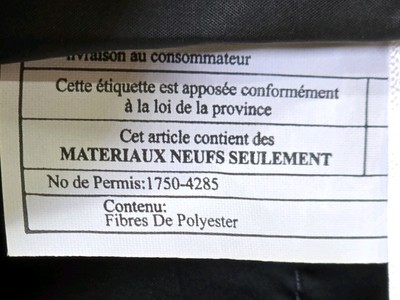 livraison au consommateur
Cette étiquette est apposée conformément
à la loi de la province
Cet article contient des
MATERIAUX NEUFS SEULEMENT
No de Permis:1750-4285
Contenu:
Fibres De Polyester